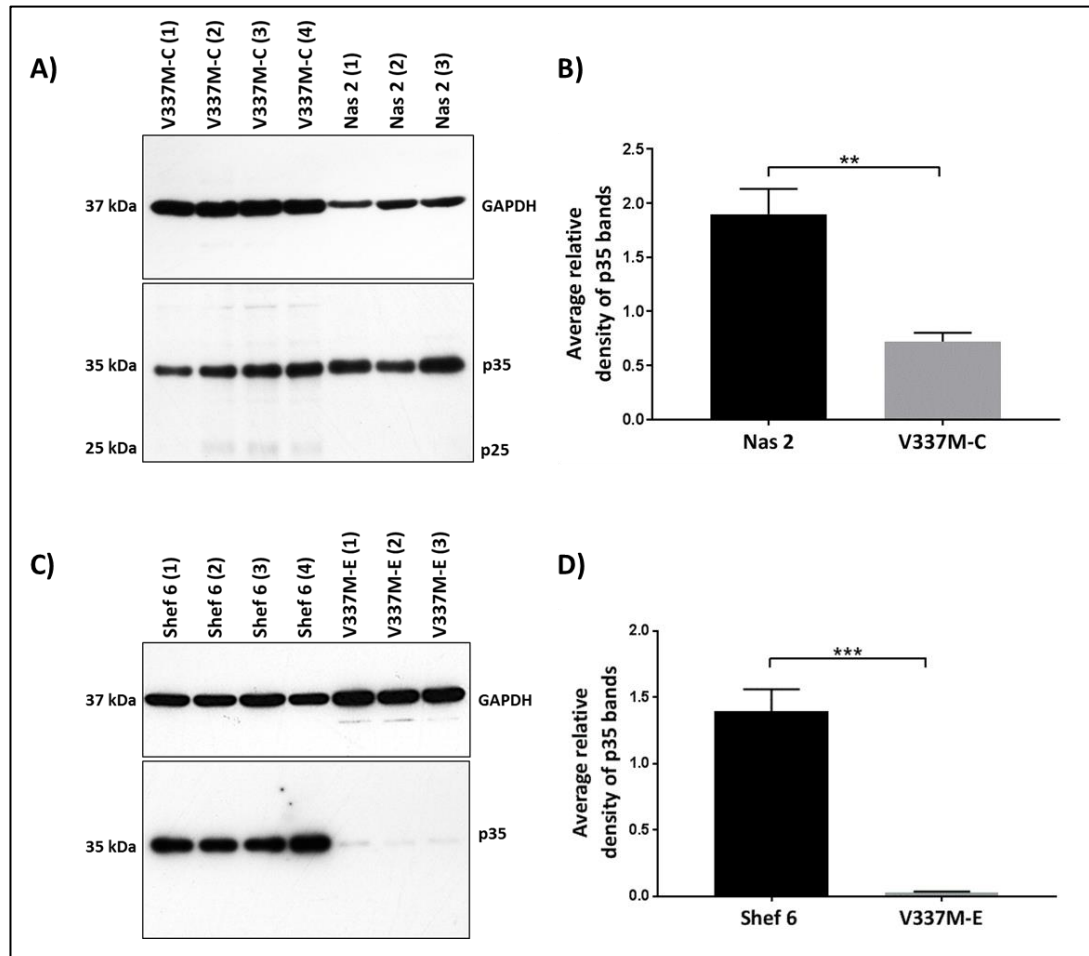 A)
V337M-C (1)
V337M-C (2)
V337M-C (3)
V337M-C (4)
Nas 2 (1)
Nas 2 (2)
Nas 2 (3)
37 kDa
GAPDH
35 kDa
p35
25 kDa
p25
B)
Average relative
density of p35 bands
2.5
2.0
1.5
1.0
0.5
0.0
**
Nas 2
V337M-C
C)
Shef 6 (1)
Shef 6 (2)
Shef 6 (3)
Shef 6 (4)
V337M-E (1)
V337M-E (2)
V337M-E (3)
37 kDa
GAPDH
p35
35 kDa
D)
Average relative
density of p35 bands
2.0
1.5
1.0
0.5
0.0
***
Shef 6
V337M-E